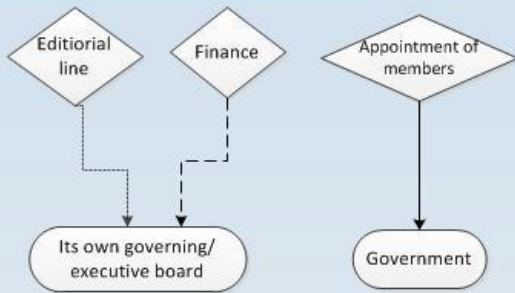 Editiorial
line
Finance
Appointment of
members
Its own governing/
executive board
Government